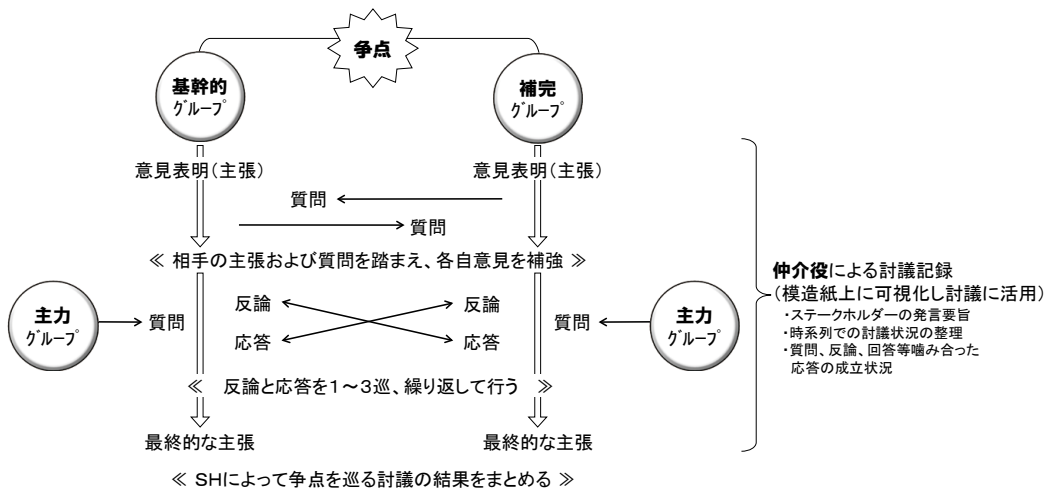 争点
基幹的
グループ
補完
グループ
意見表明(主張)
意見表明(主張)
質問
質問
≪ 相手の主張および質問を踏まえ、各自意見を補強 ≫
主力
グループ
質問
反論
反論
応答
応答
質問
主力
グループ
≪ 反論と応答を1～3巡、繰り返して行う ≫
最終的な主張
最終的な主張
≪ SHによって争点を巡る討議の結果をまとめる ≫
仲介役による討議記録
(模造紙上に可視化し討議に活用)
・ステークホルダーの発言要旨
・時系列での討議状況の整理
・質問、反論、回答等噛み合った
応答の成立状況